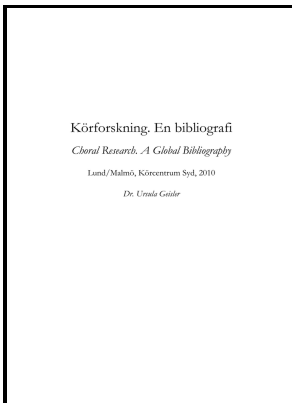 Körforskning. En bibliografi
Choral Research. A Global Bibliography
Lund/Malmö, Körcentrum Syd, 2010
Dr. Ursula Geisler